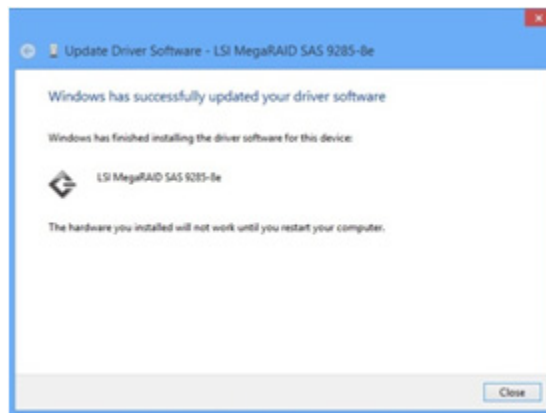 Update Driver Software - LSI MegaRAID SAS 9285-8e
Windows has successfully updated your driver software
Windows has finished installing the driver software for this device:
LSI MegaRAID SAS 9285-8e
The hardware you installed will not work until you restart your computer.
Close